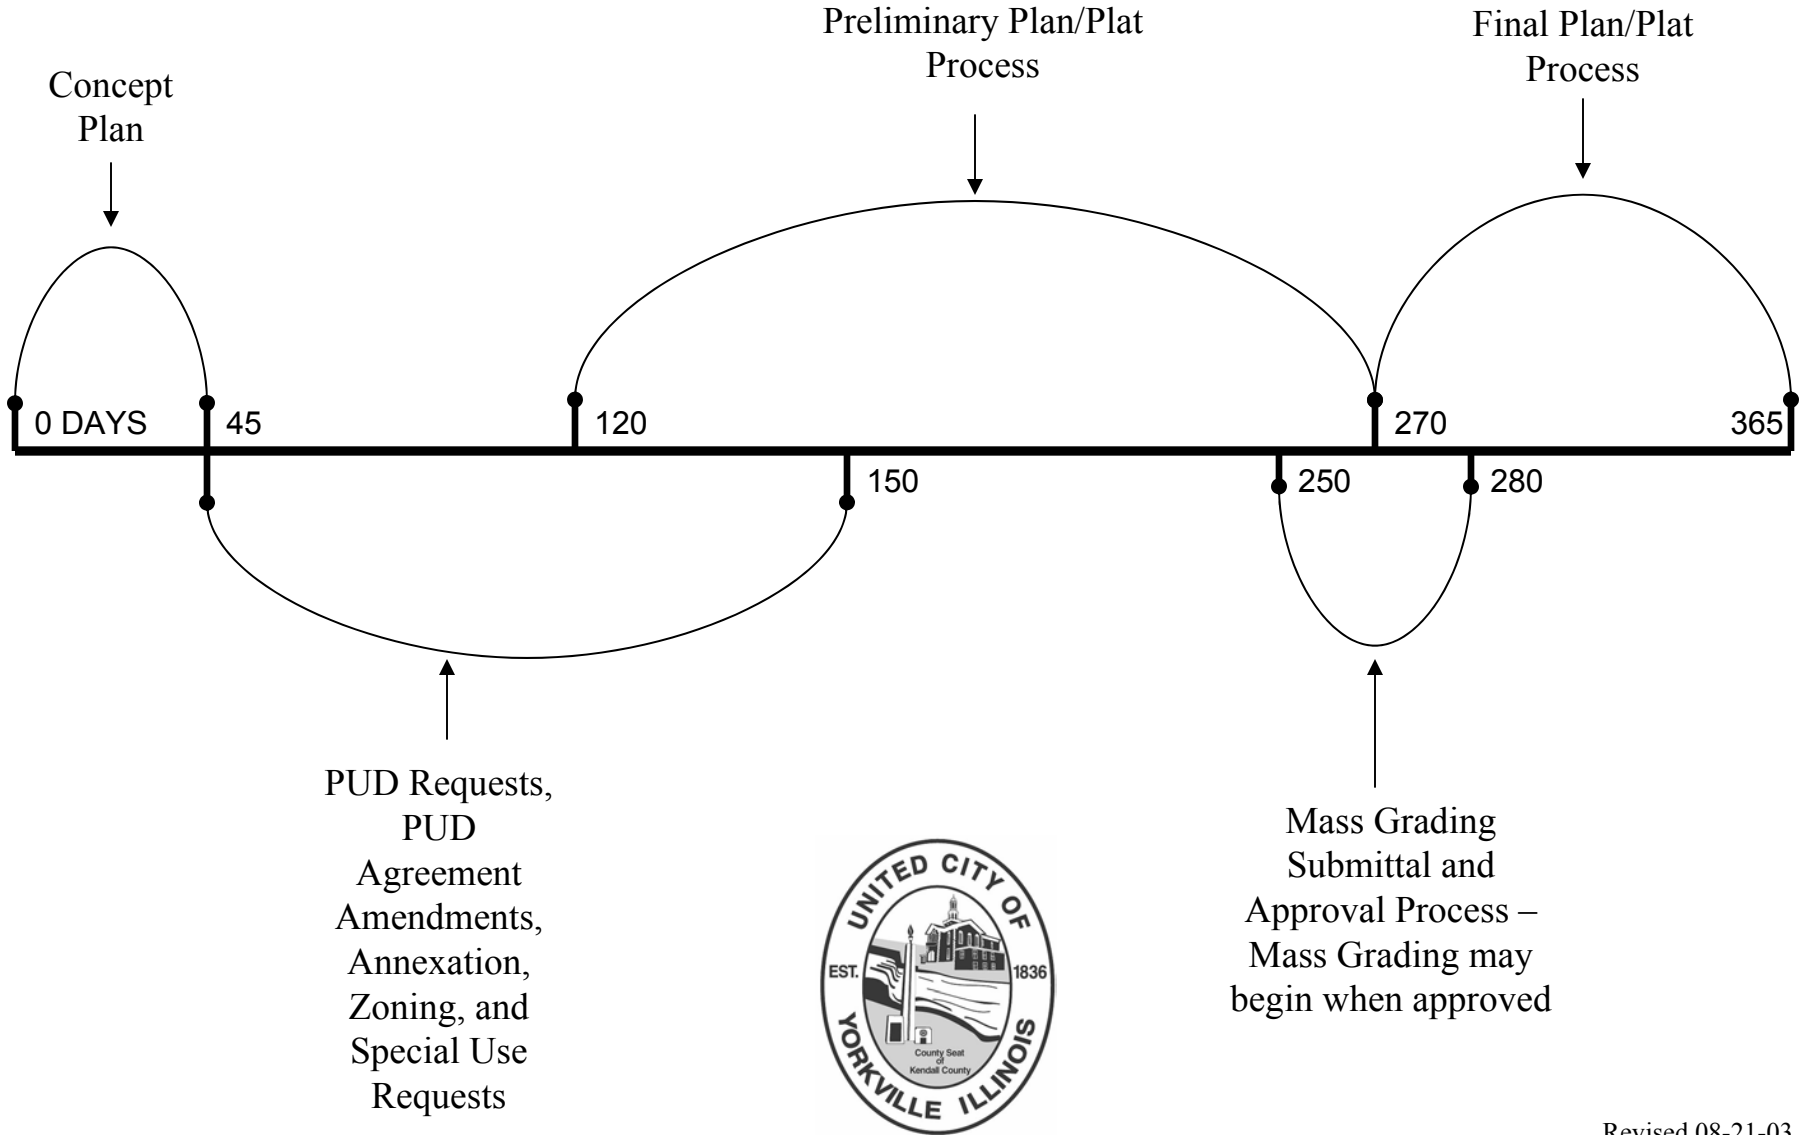 Preliminary Plan/Plat
Process
Final Plan/Plat
Process
Concept
Plan
0 DAYS
45
120
270
365
150
250
280
PUD Requests,
PUD
Agreement
Amendments,
Annexation,
Zoning, and
Special Use
Requests
Mass Grading
Submittal and
Approval Process –
Mass Grading may
begin when approved
UNITED CITY OF
EST.
1836
County Seat
of
Kendall County
YORKVILLE ILLINOIS
Revised 08-21-03